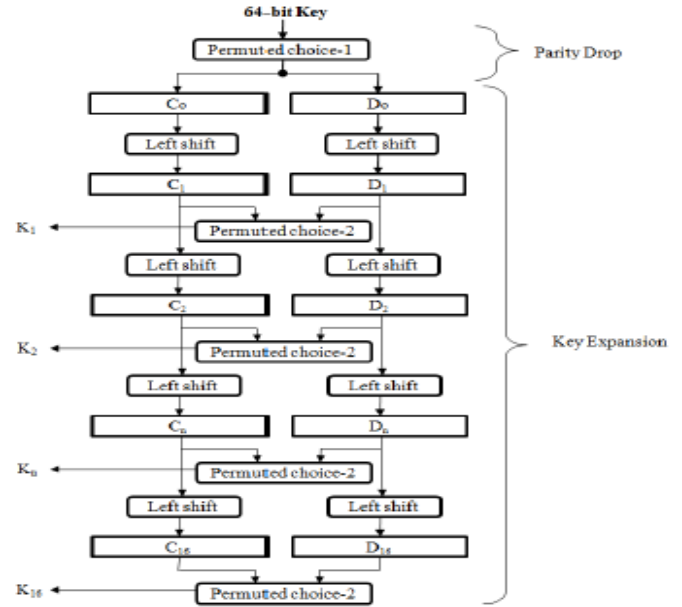 64-bit Key
Permuted choice-1
Parity Drop
C₀ D₀
Left shift Left shift
C₁ D₁
K₁ Permuted choice-2
Left shift Left shift
C₂ D₂
Key Expansion
K₂ Permuted choice-2
Left shift Left shift
Cₙ Dₙ
Kₙ Permuted choice-2
Left shift Left shift
C₁₆ D₁₆
K₁₆ Permuted choice-2